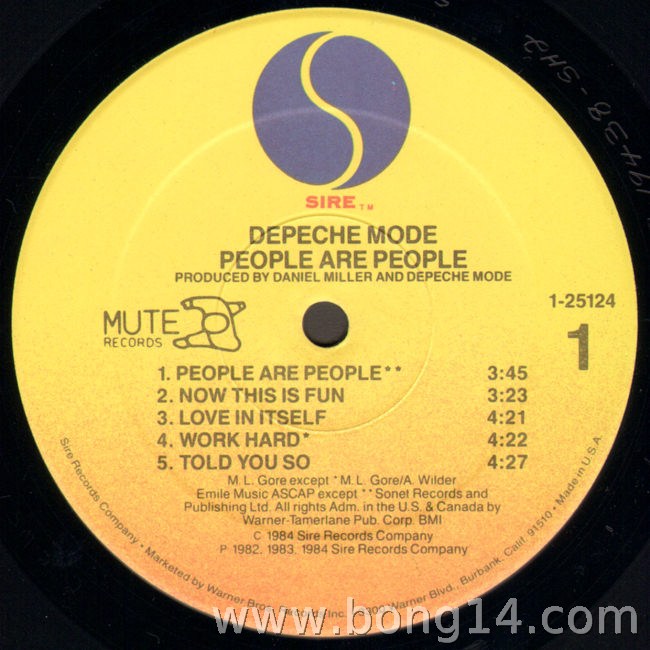 SIRE TM
DEPECHE MODE
PEOPLE ARE PEOPLE
PRODUCED BY DANIEL MILLER AND DEPECHE MODE
MUTE
RECORDS
1-25124
1
1. PEOPLE ARE PEOPLE** 3:45
2. NOW THIS IS FUN 3:23
3. LOVE IN ITSELF 4:21
4. WORK HARD* 4:22
5. TOLD YOU SO 4:27
M. L. Gore except *M. L. Gore/A. Wilder
Emile Music ASCAP except **Sonet Records and
Publishing Ltd. All rights Adm. in the U.S. & Canada by
Warner-Tamerlane Pub. Corp. BMI
C 1984 Sire Records Company
P 1982, 1983, 1984 Sire Records Company
Sire Records Company • Marketed by Warner Bros. Records Inc., Warner Blvd., Burbank, Calif. 91510 • Made in U.S.A.
www.bong14.com